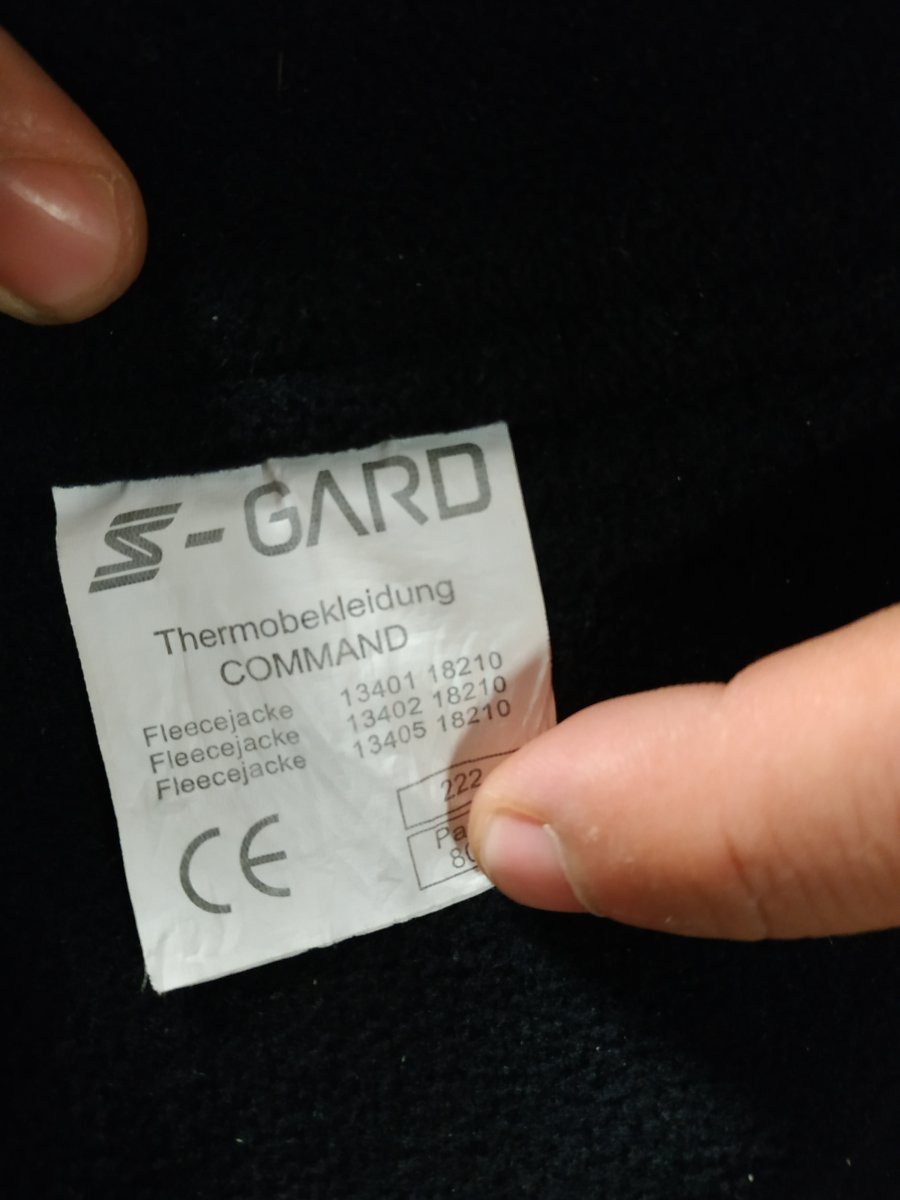 S-GARD
Thermobekleidung
COMMAND
Fleecejacke 13401 18210
Fleecejacke 13402 18210
Fleecejacke 13405 18210
222
CE